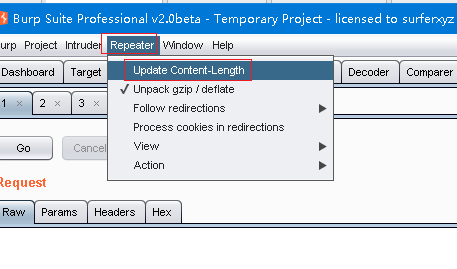 Burp Suite Professional v2.0beta - Temporary Project - licensed to surferxyz
Burp Project Intruder Repeater Window Help
Dashboard Target Decoder Comparer
Update Content-Length
✓ Unpack gzip / deflate
1 × 2 × 3 ×
Follow redirections
Process cookies in redirections
Go Cancel
View
Action
Request
Raw Params Headers Hex